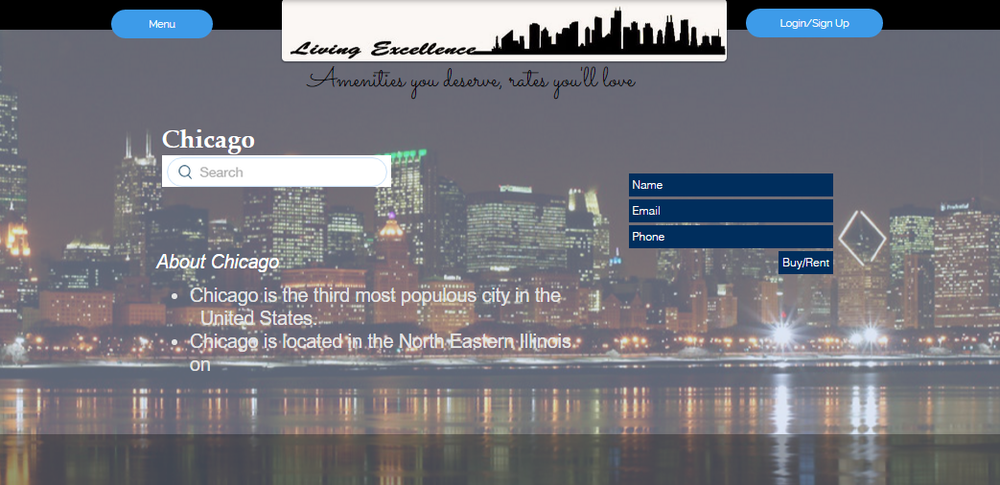 Menu
Living Excellence
Login/Sign Up
Amenities you deserve, rates you'll love
Chicago
Search
Name
Email
Phone
Buy/Rent
About Chicago
• Chicago is the third most populous city in the
United States.
• Chicago is located in the North Eastern Illinois
on
Prudential